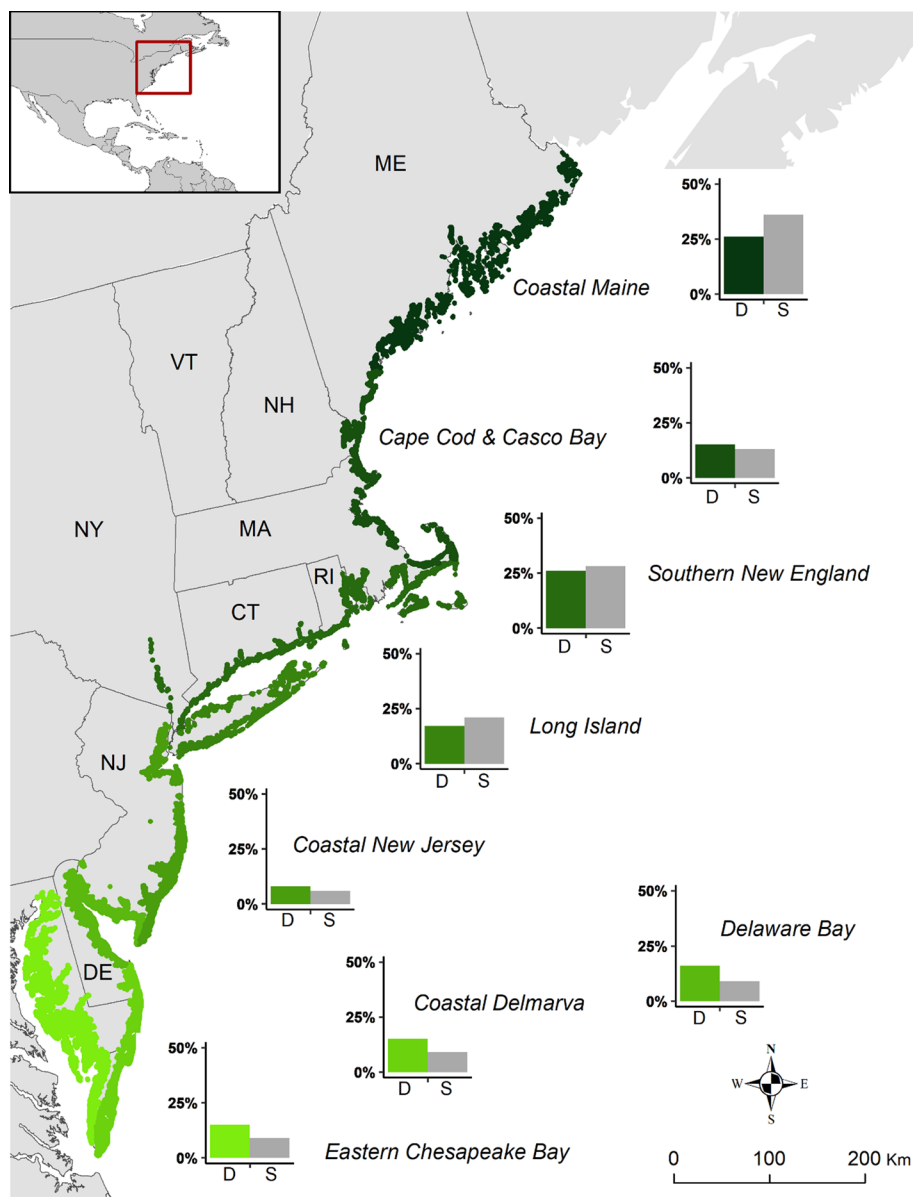 ME
50%
25%
0%
D S
Coastal Maine
VT
NH
50%
25%
0%
D S
Cape Cod & Casco Bay
NY
MA
RI
CT
50%
25%
0%
D S
Southern New England
50%
25%
0%
D S
Long Island
NJ
50%
25%
0%
D S
Coastal New Jersey
50%
25%
0%
D S
Delaware Bay
DE
50%
25%
0%
D S
Coastal Delmarva
50%
25%
0%
D S
Eastern Chesapeake Bay
N
W E
S
0 100 200 Km